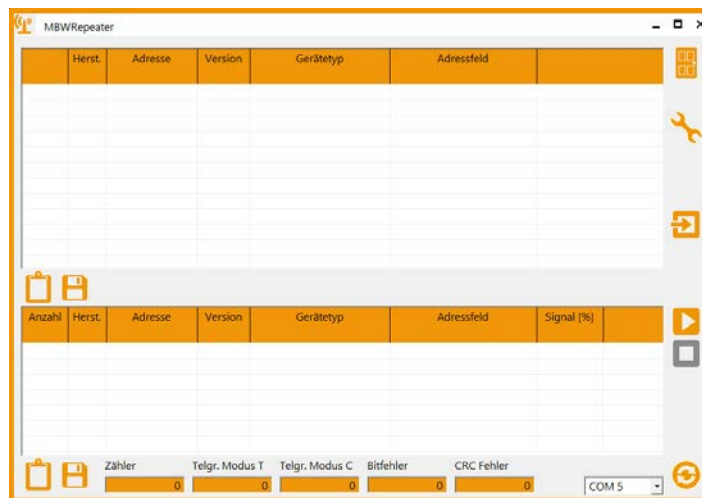 MBWRepeater
Herst. Adresse Version Gerätetyp Adressfeld
Anzahl Herst. Adresse Version Gerätetyp Adressfeld Signal [%]
Zähler Telgr. Modus T Telgr. Modus C Bitfehler CRC Fehler
0 0 0 0 0 COM 5